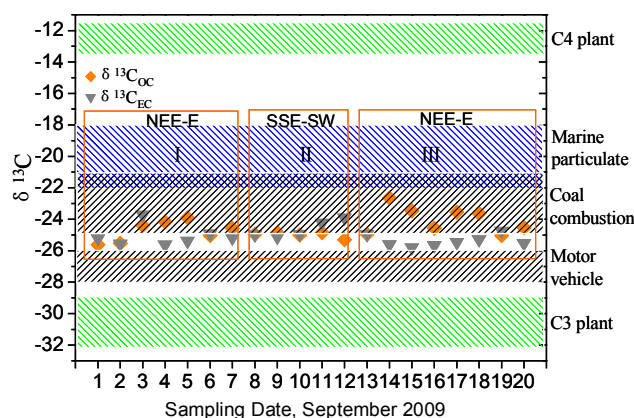 δ ¹³C
-12
-14
-16
-18
-20
-22
-24
-26
-28
-30
-32
δ ¹³C_OC
δ ¹³C_EC
NEE-E
SSE-SW
NEE-E
I
II
III
C4 plant
Marine
particulate
Coal
combustion
Motor
vehicle
C3 plant
1 2 3 4 5 6 7 8 9 10 11 12 13 14 15 16 17 18 19 20
Sampling Date, September 2009